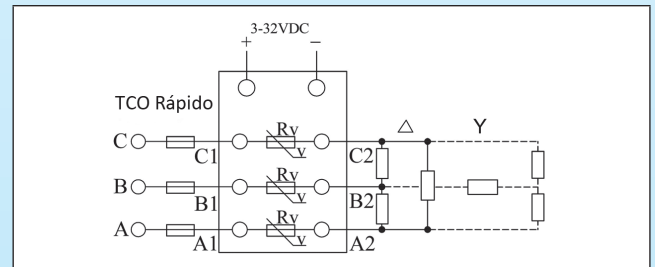 3-32VDC
+ −
TCO Rápido
△ Y
Rv
C C1 v C2
Rv
B B1 v B2
Rv
A A1 v A2